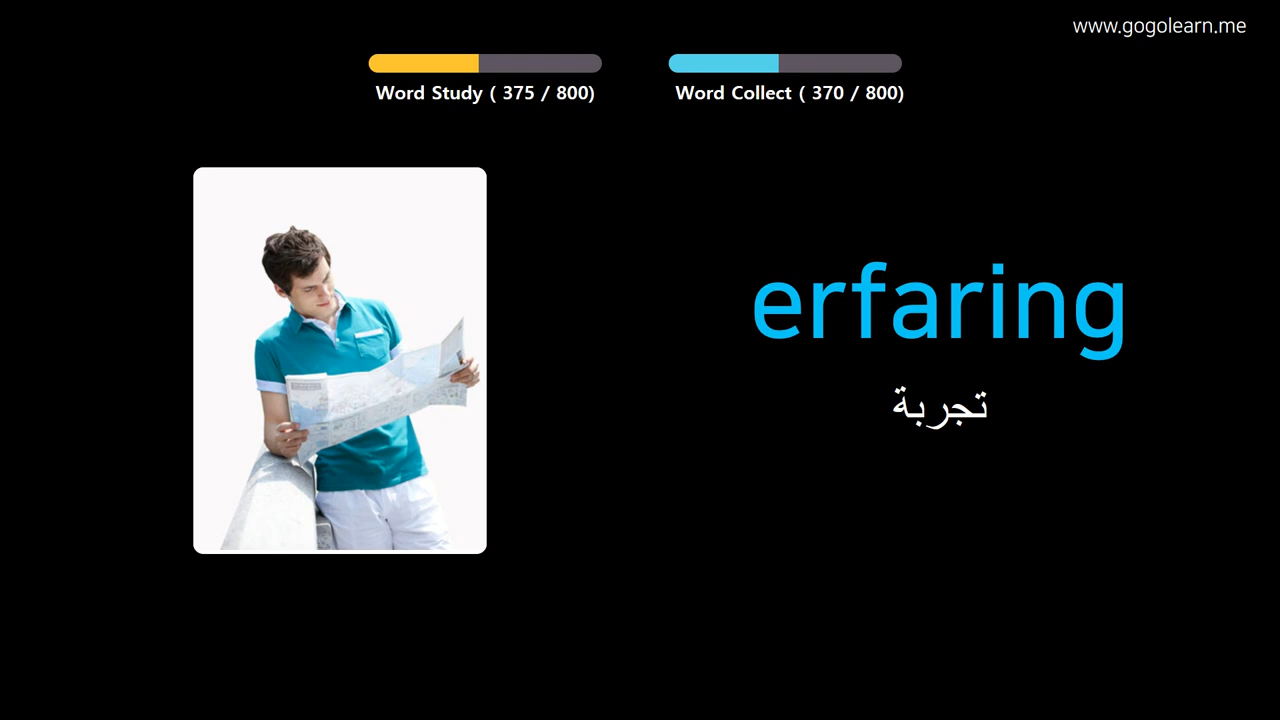 www.gogolearn.me
Word Study ( 375 / 800)
Word Collect ( 370 / 800)
erfaring
تجربة